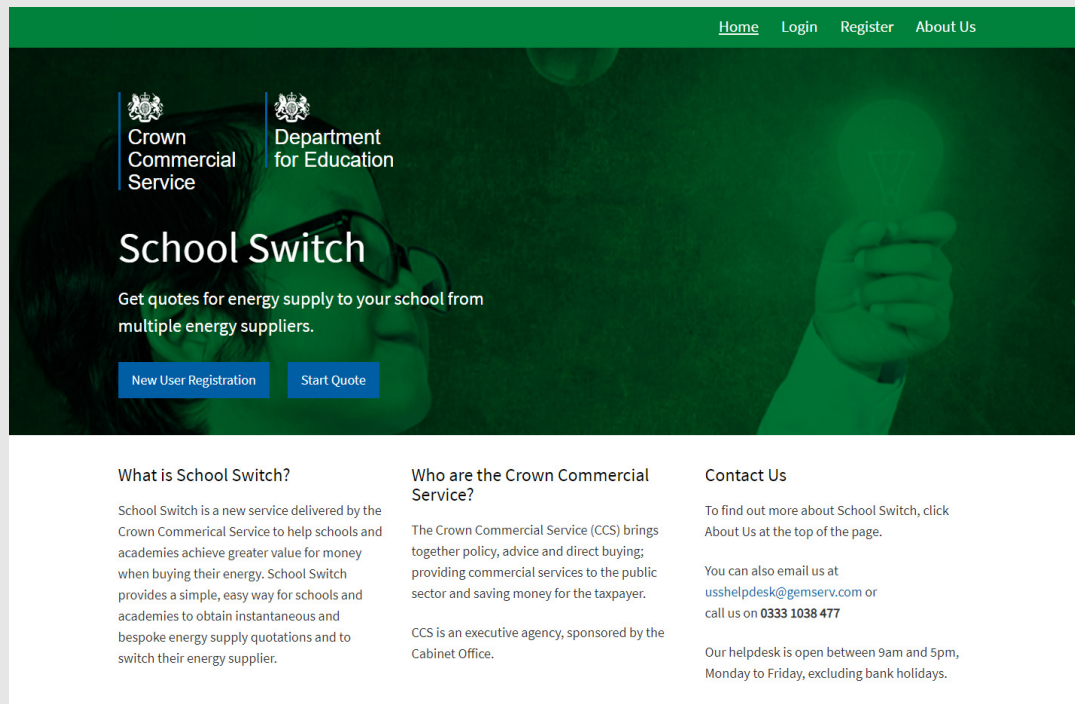 Home Login Register About Us
Crown
Commercial
Service
Department
for Education
School Switch
Get quotes for energy supply to your school from
multiple energy suppliers.
New User Registration Start Quote
What is School Switch?
School Switch is a new service delivered by the
Crown Commerical Service to help schools and
academies achieve greater value for money
when buying their energy. School Switch
provides a simple, easy way for schools and
academies to obtain instantaneous and
bespoke energy supply quotations and to
switch their energy supplier.
Who are the Crown Commercial
Service?
The Crown Commercial Service (CCS) brings
together policy, advice and direct buying;
providing commercial services to the public
sector and saving money for the taxpayer.
CCS is an executive agency, sponsored by the
Cabinet Office.
Contact Us
To find out more about School Switch, click
About Us at the top of the page.
You can also email us at
usshelpdesk@gemserv.com or
call us on 0333 1038 477
Our helpdesk is open between 9am and 5pm,
Monday to Friday, excluding bank holidays.